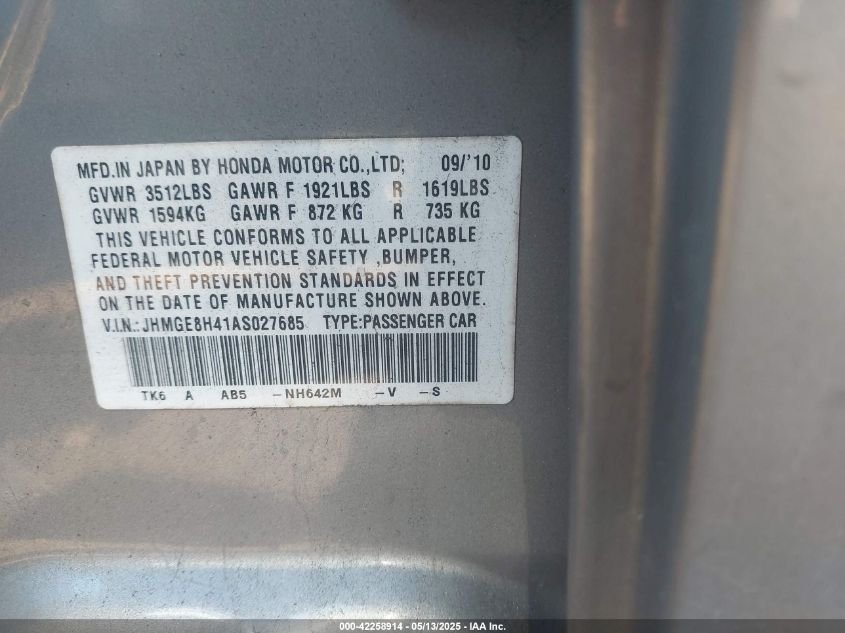 MFD.IN JAPAN BY HONDA MOTOR CO.,LTD; 09/'10
GVWR 3512LBS GAWR F 1921LBS R 1619LBS
GVWR 1594KG GAWR F 872 KG R 735 KG
THIS VEHICLE CONFORMS TO ALL APPLICABLE
FEDERAL MOTOR VEHICLE SAFETY ,BUMPER,
AND THEFT PREVENTION STANDARDS IN EFFECT
ON THE DATE OF MANUFACTURE SHOWN ABOVE.
V.I.N.: JHMGE8H41AS027685 TYPE:PASSENGER CAR
TK6 A AB5 -NH642M -V -S
000-42258914 - 05/13/2025 - IAA Inc.